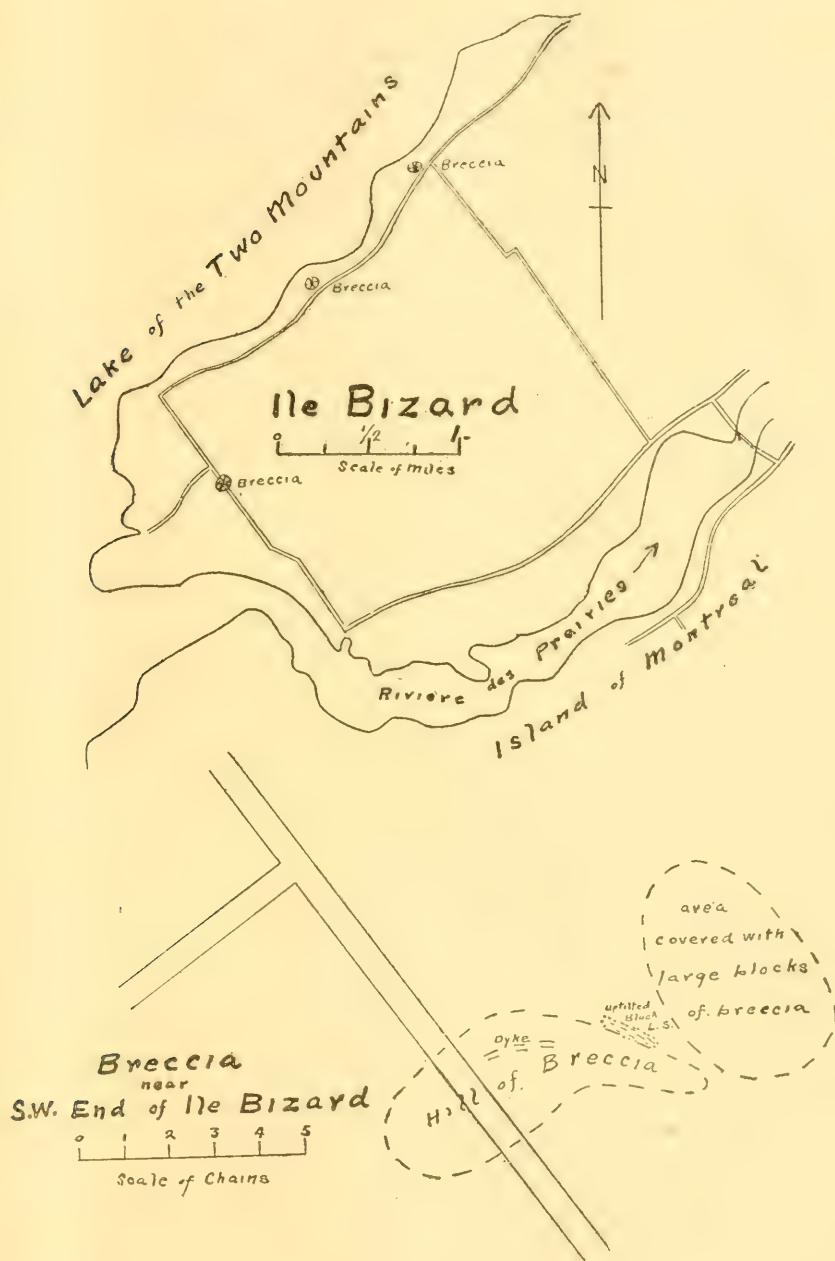 Lake of the Two Mountains
Breccia
N
Breccia
Ile Bizard
0 1/2 1
Scale of miles
Breccia
Rivière des Prairies
Island of Montreal
area
covered with
large blocks
of breccia
uptilted
Block
L.S.
Dyke
Hill of Breccia
Breccia
near
S.W. End of Ile Bizard
0 1 2 3 4 5
Scale of Chains